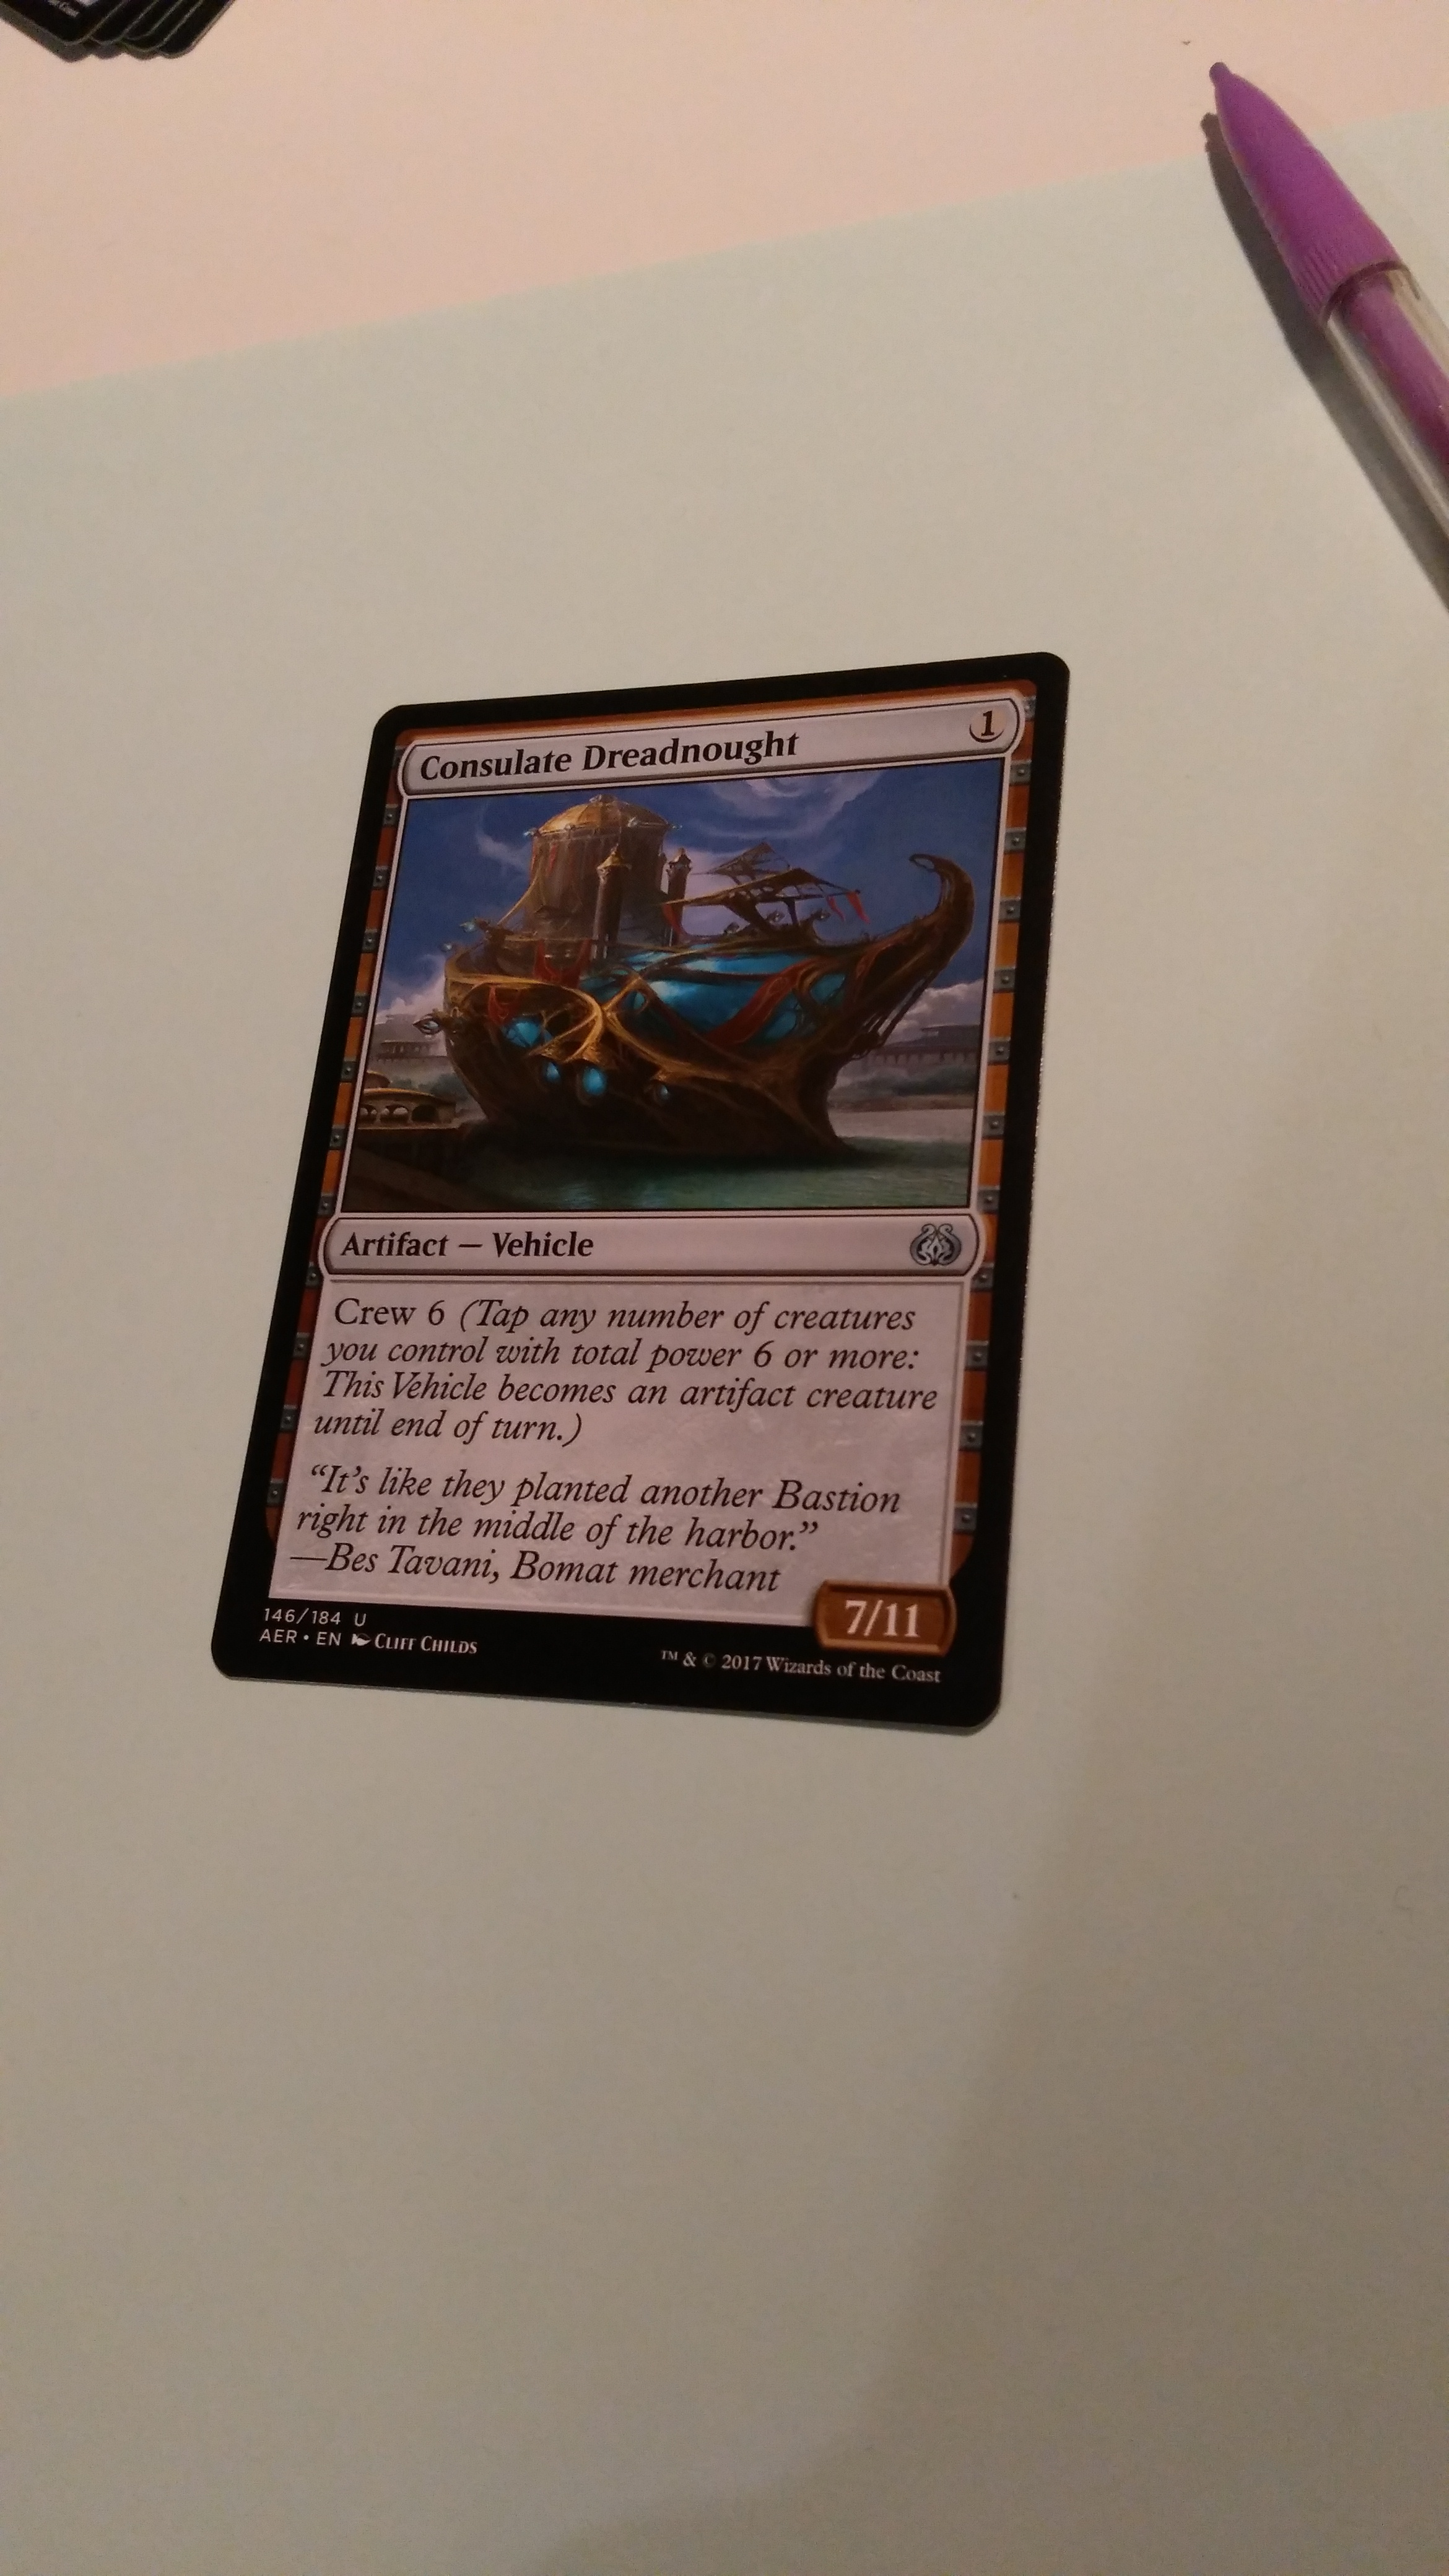 Consulate Dreadnought
1
Artifact — Vehicle
Crew 6 (Tap any number of creatures
you control with total power 6 or more:
This Vehicle becomes an artifact creature
until end of turn.)
“It’s like they planted another Bastion
right in the middle of the harbor.”
—Bes Tavani, Bomat merchant
7/11
146/184 U
AER • EN CLIFF CHILDS
™ & © 2017 Wizards of the Coast